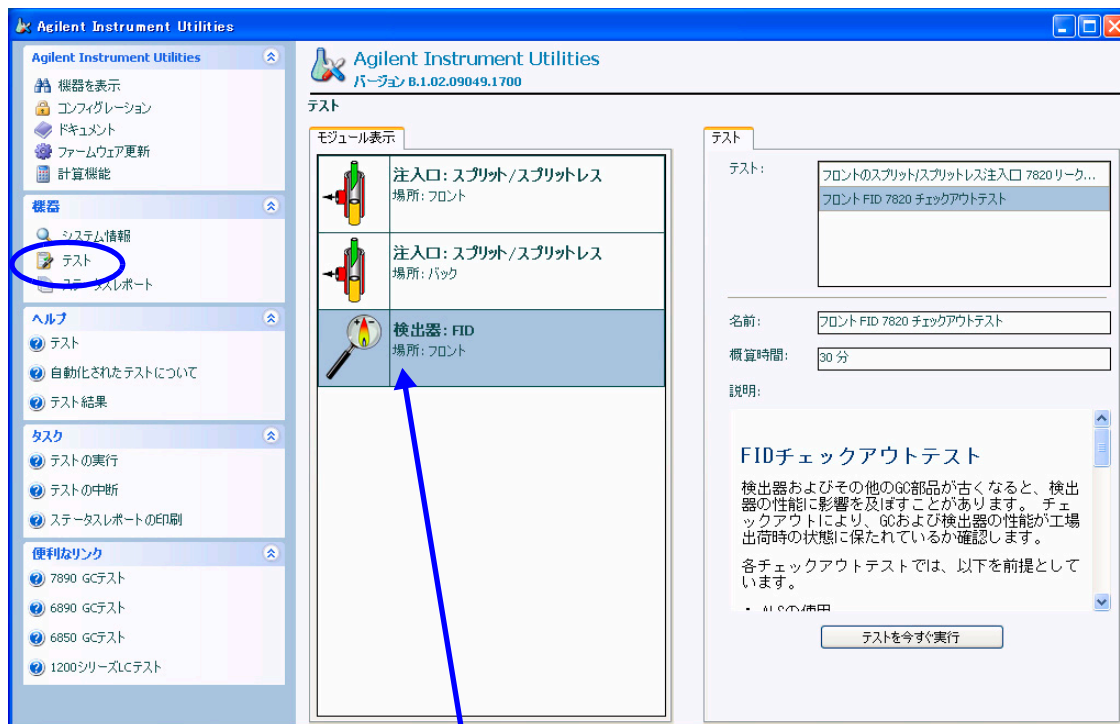 Agilent Instrument Utilities
Agilent Instrument Utilities
機器を表示
コンフィグレーション
ドキュメント
ファームウェア更新
計算機能
機器
システム情報
テスト
ステータスレポート
ヘルプ
テスト
自動化されたテストについて
テスト結果
タスク
テストの実行
テストの中断
ステータスレポートの印刷
便利なリンク
7890 GCテスト
6890 GCテスト
6850 GCテスト
1200シリーズLCテスト
Agilent Instrument Utilities
バージョン B.1.02.09049.1700
テスト
モジュール表示
注入口: スプリット/スプリットレス
場所: フロント
注入口: スプリット/スプリットレス
場所: バック
検出器: FID
場所: フロント
テスト
テスト:
フロントのスプリット/スプリットレス注入口 7820 リーク...
フロント FID 7820 チェックアウトテスト
名前:
フロント FID 7820 チェックアウトテスト
概算時間:
30 分
説明:
FIDチェックアウトテスト
検出器およびその他のGC部品が古くなると、検出
器の性能に影響を及ぼすことがあります。 チェ
ックアウトにより、GCおよび検出器の性能が工場
出荷時の状態に保たれているか確認します。
各チェックアウトテストでは、以下を前提として
います。
• ALSの使用
テストを今すぐ実行